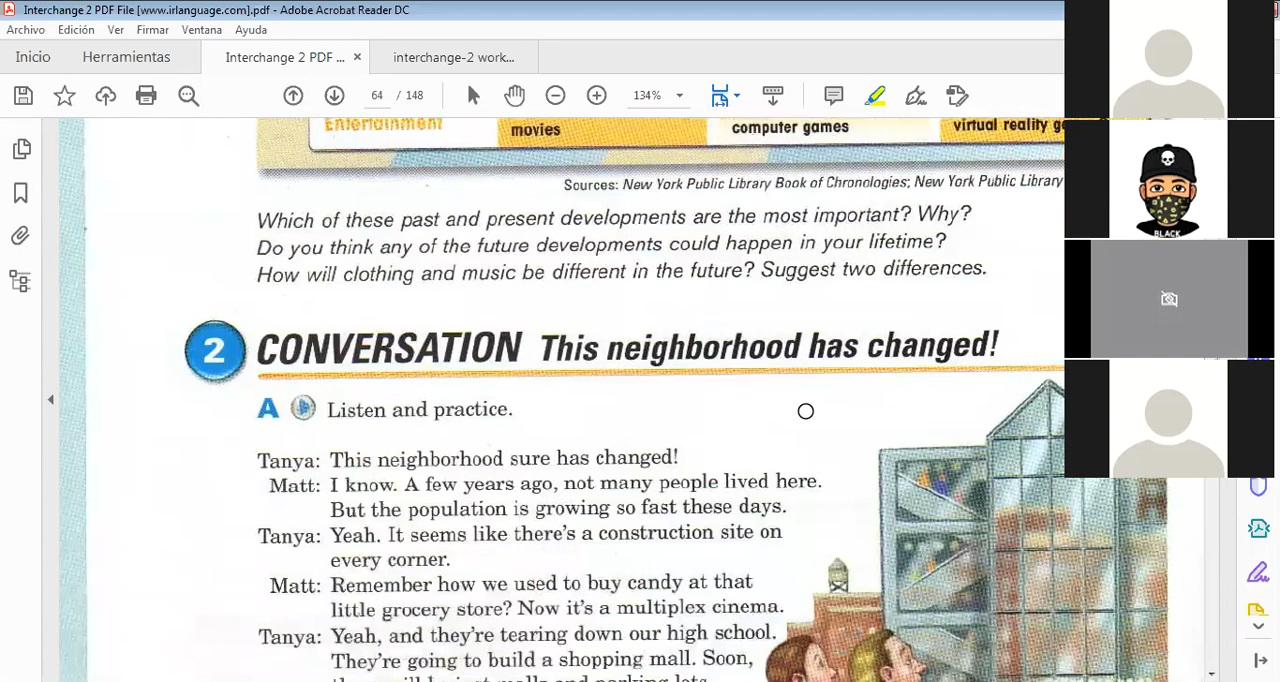 Interchange 2 PDF File [www.irlanguage.com].pdf - Adobe Acrobat Reader DC
Archivo Edición Ver Firmar Ventana Ayuda
Inicio Herramientas Interchange 2 PDF ... × interchange-2 work...
64 / 148 134%
Entertainment movies computer games virtual reality ga
Sources: New York Public Library Book of Chronologies; New York Public Library
Which of these past and present developments are the most important? Why?
Do you think any of the future developments could happen in your lifetime?
How will clothing and music be different in the future? Suggest two differences.
2 CONVERSATION This neighborhood has changed!
A Listen and practice.
Tanya: This neighborhood sure has changed!
Matt: I know. A few years ago, not many people lived here.
But the population is growing so fast these days.
Tanya: Yeah. It seems like there's a construction site on
every corner.
Matt: Remember how we used to buy candy at that
little grocery store? Now it's a multiplex cinema.
Tanya: Yeah, and they're tearing down our high school.
They're going to build a shopping mall. Soon,
BLACK